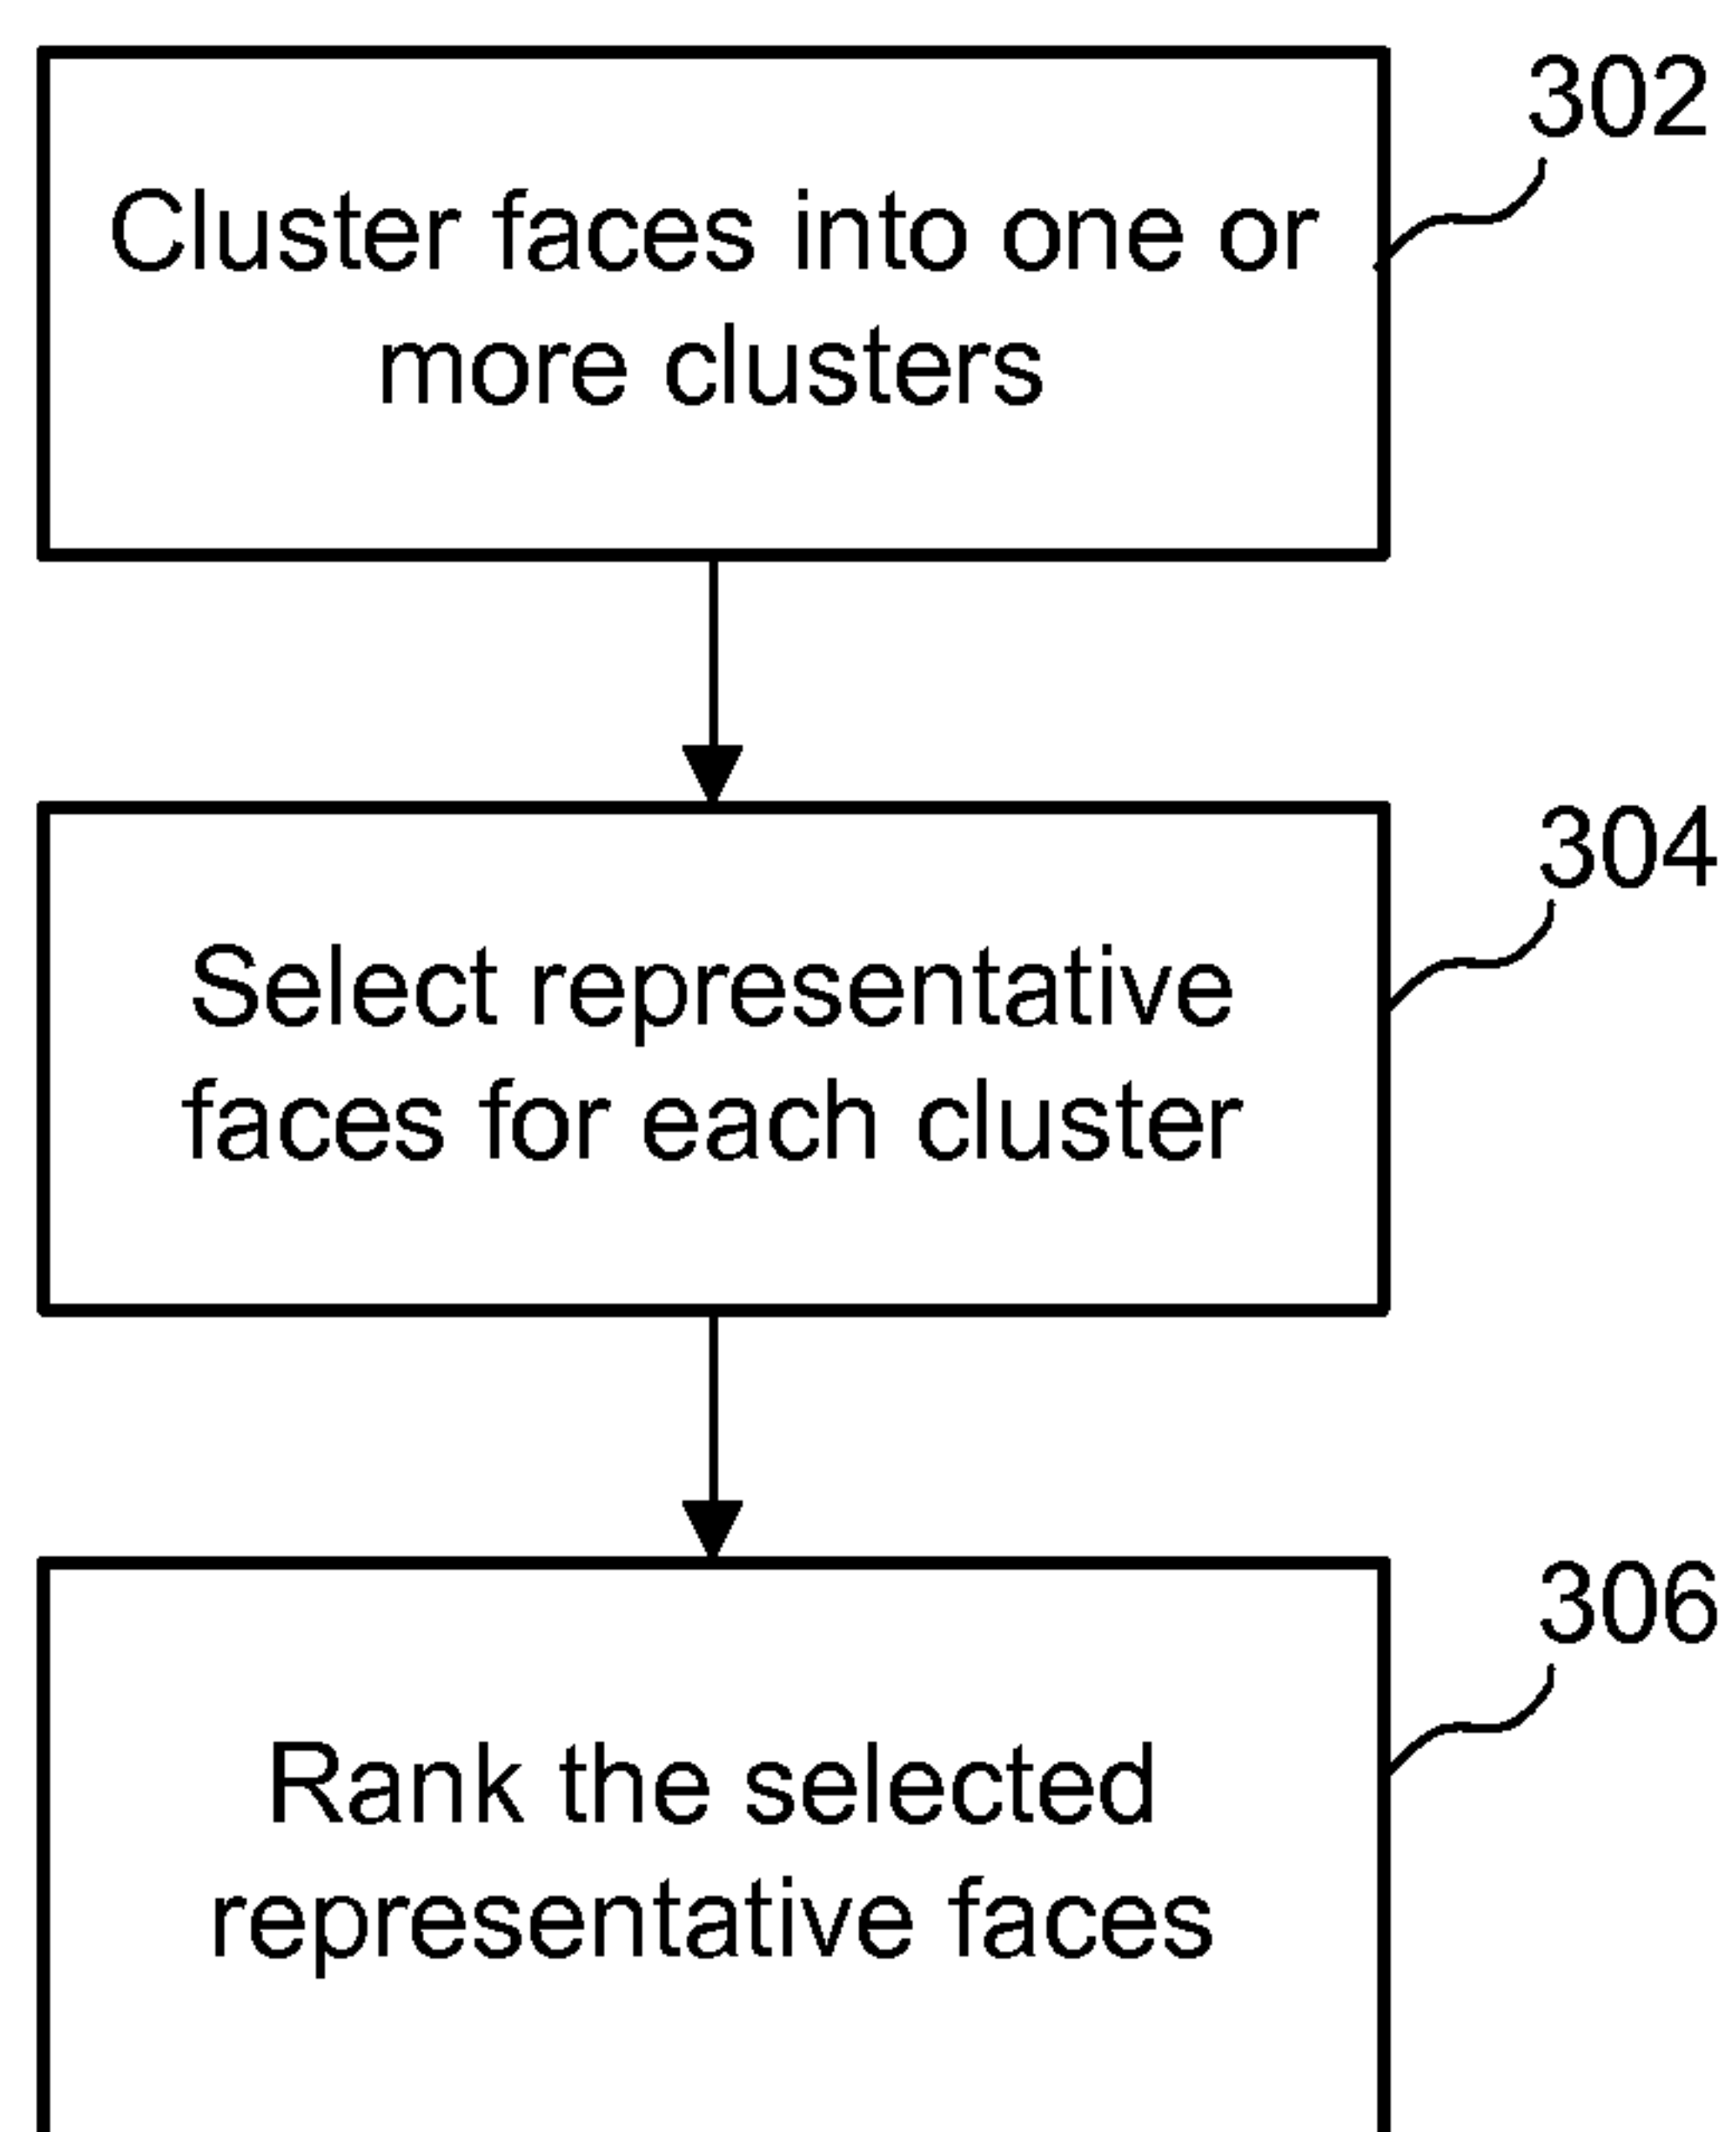 302
Cluster faces into one or
more clusters
304
Select representative
faces for each cluster
306
Rank the selected
representative faces